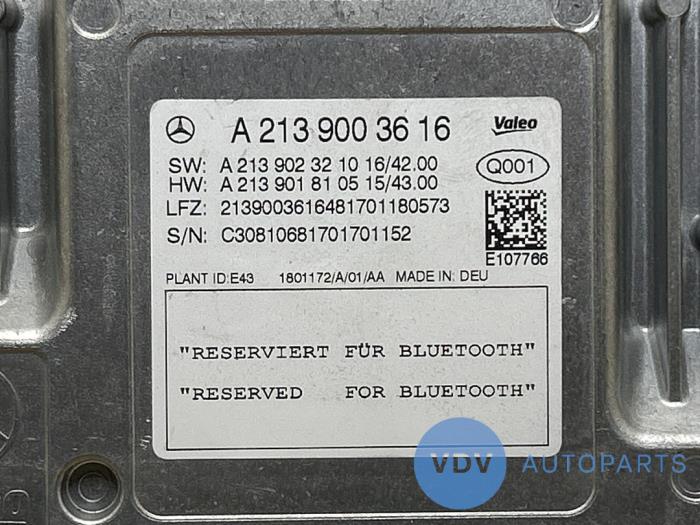 A 213 900 36 16
Valeo
SW: A 213 902 32 10 16/42.00
HW: A 213 901 81 05 15/43.00
Q001
LFZ: 2139003616481701180573
S/N: C30810681701701152
E107766
PLANT ID:E43 1801172/A/01/AA MADE IN: DEU
"RESERVIERT FÜR BLUETOOTH"
"RESERVED FOR BLUETOOTH"
VDV AUTOPARTS